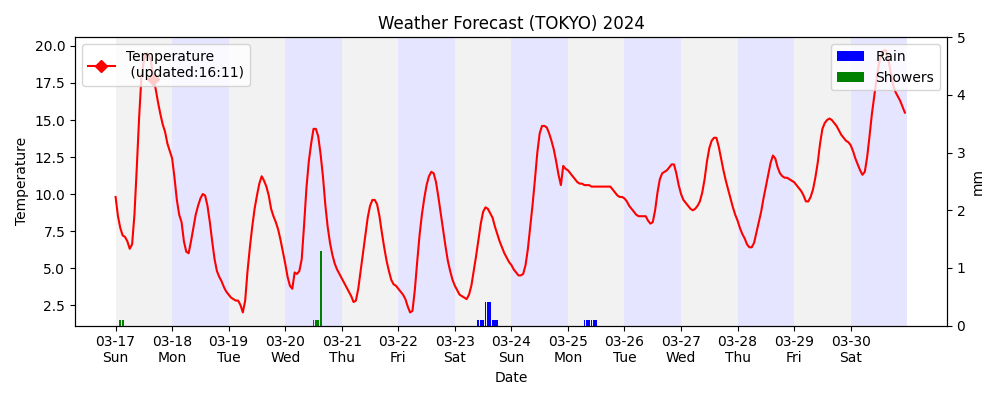 Weather Forecast (TOKYO) 2024
Temperature
(updated:16:11)
Rain
Showers
20.0
17.5
15.0
12.5
10.0
7.5
5.0
2.5
Temperature
5
4
3
2
1
0
mm
03-17 03-18 03-19 03-20 03-21 03-22 03-23 03-24 03-25 03-26 03-27 03-28 03-29 03-30
Sun Mon Tue Wed Thu Fri Sat Sun Mon Tue Wed Thu Fri Sat
Date